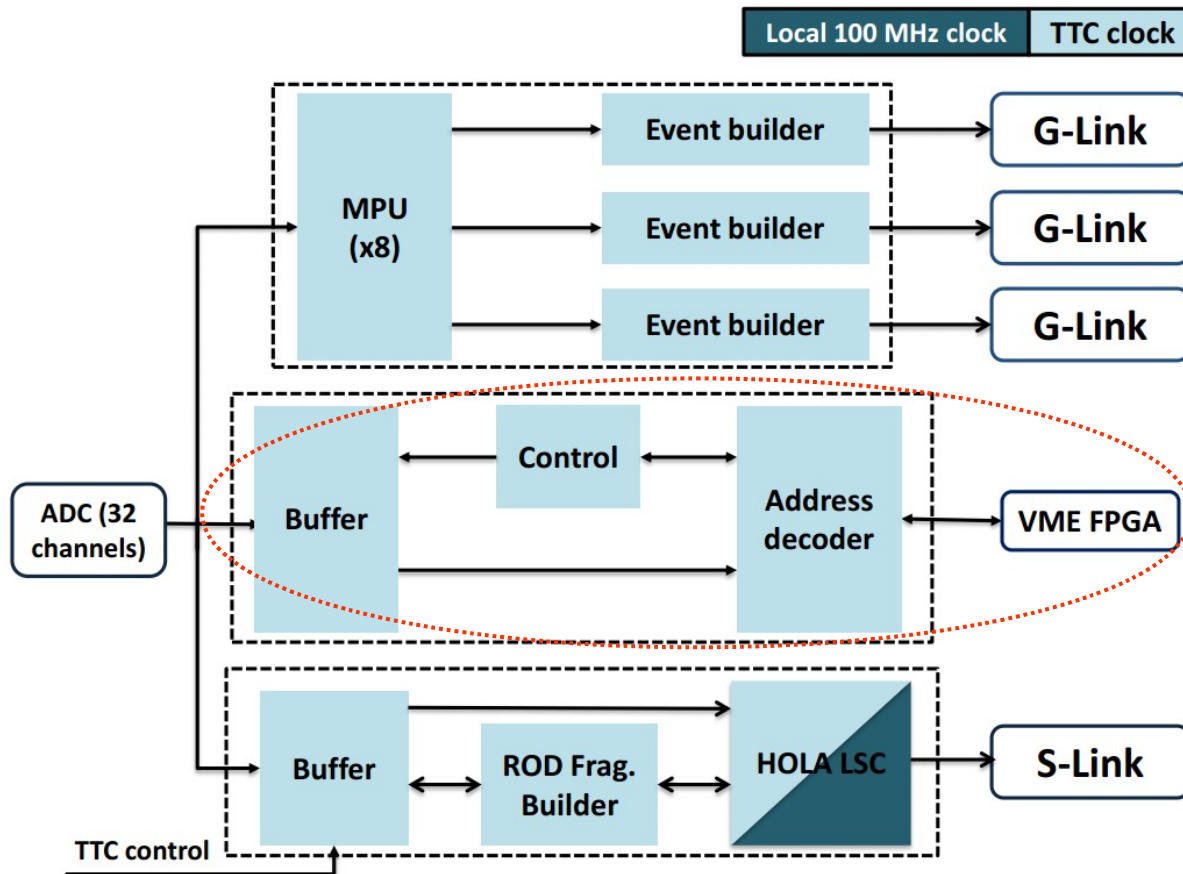 Local 100 MHz clock
TTC clock
MPU
(x8)
Event builder
G-Link
Event builder
G-Link
Event builder
G-Link
ADC (32
channels)
Buffer
Control
Address
decoder
VME FPGA
Buffer
ROD Frag.
Builder
HOLA LSC
S-Link
TTC control